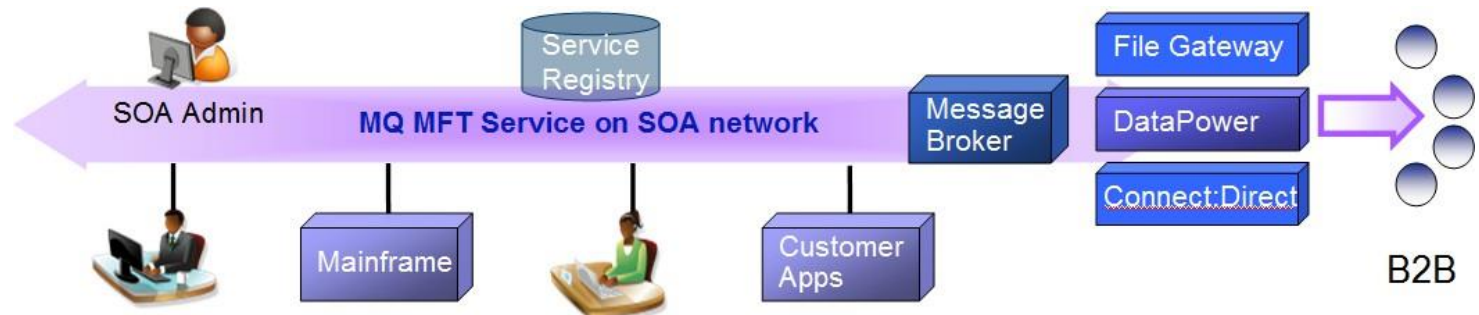 Service
Registry
File Gateway
SOA Admin
MQ MFT Service on SOA network
Message
Broker
DataPower
Connect:Direct
Mainframe
Customer
Apps
B2B